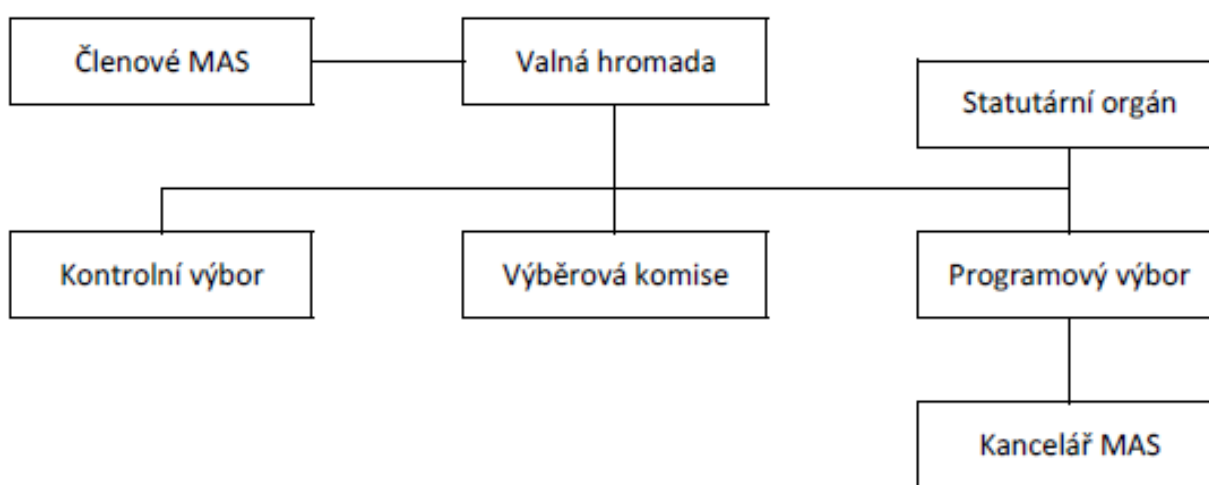 Členové MAS
Valná hromada
Statutární orgán
Kontrolní výbor
Výběrová komise
Programový výbor
Kancelář MAS